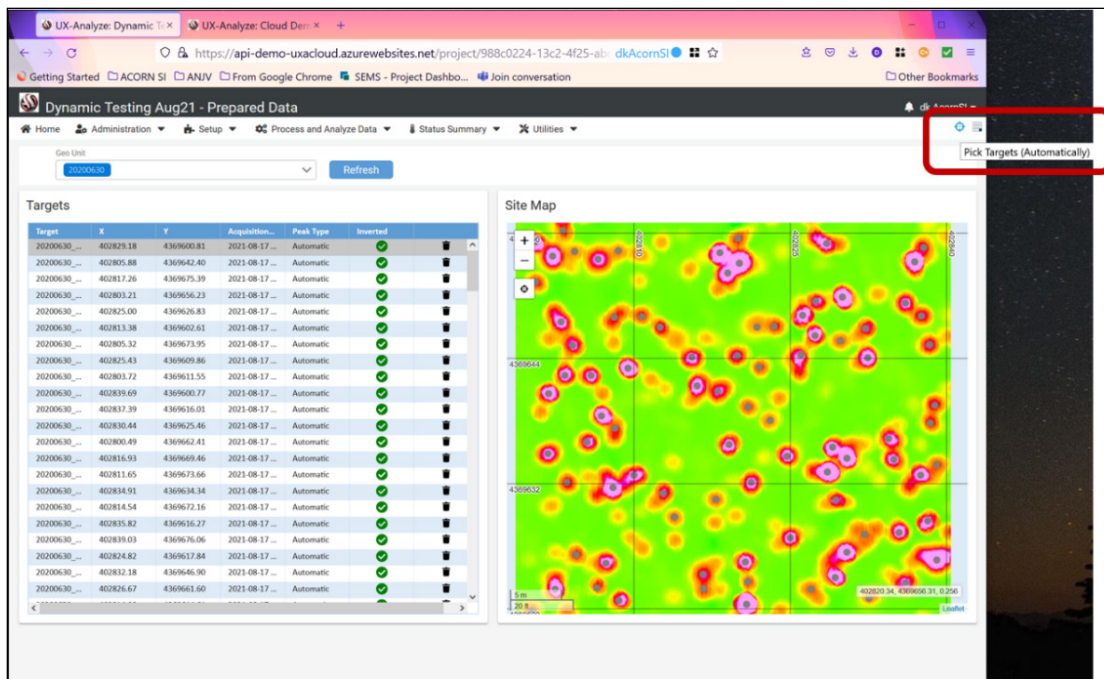 UX-Analyze: Dynamic Te
UX-Analyze: Cloud Dem
https://api-demo-uxacloud.azurewebsites.net/project/988c0224-13c2-4f25-ab
dkAcornSI
Getting Started
ACORN SI
ANJV
From Google Chrome
SEMS - Project Dashbo...
Join conversation
Other Bookmarks
Dynamic Testing Aug21 - Prepared Data
dk AcornSI
Home
Administration
Setup
Process and Analyze Data
Status Summary
Utilities
Pick Targets (Automatically)
Geo Unit
20200630
Refresh
Targets
Target X Y Acquisition... Peak Type Inverted
20200630_... 402829.18 4369600.81 2021-08-17 ... Automatic
20200630_... 402805.88 4369642.40 2021-08-17 ... Automatic
20200630_... 402817.26 4369675.39 2021-08-17 ... Automatic
20200630_... 402803.21 4369656.23 2021-08-17 ... Automatic
20200630_... 402825.00 4369626.83 2021-08-17 ... Automatic
20200630_... 402813.38 4369602.61 2021-08-17 ... Automatic
20200630_... 402805.32 4369673.95 2021-08-17 ... Automatic
20200630_... 402825.43 4369609.86 2021-08-17 ... Automatic
20200630_... 402803.72 4369611.55 2021-08-17 ... Automatic
20200630_... 402839.69 4369600.77 2021-08-17 ... Automatic
20200630_... 402837.39 4369616.01 2021-08-17 ... Automatic
20200630_... 402830.44 4369625.46 2021-08-17 ... Automatic
20200630_... 402800.49 4369662.41 2021-08-17 ... Automatic
20200630_... 402816.93 4369669.46 2021-08-17 ... Automatic
20200630_... 402811.65 4369673.66 2021-08-17 ... Automatic
20200630_... 402834.91 4369634.34 2021-08-17 ... Automatic
20200630_... 402814.54 4369672.16 2021-08-17 ... Automatic
20200630_... 402835.82 4369616.27 2021-08-17 ... Automatic
20200630_... 402839.03 4369676.06 2021-08-17 ... Automatic
20200630_... 402824.82 4369617.84 2021-08-17 ... Automatic
20200630_... 402832.18 4369646.90 2021-08-17 ... Automatic
20200630_... 402826.67 4369661.60 2021-08-17 ... Automatic
Site Map
+
−
402810
402825
402840
4369644
4369632
5 m
20 ft
402820.34, 4369656.31, 0.256
Leaflet